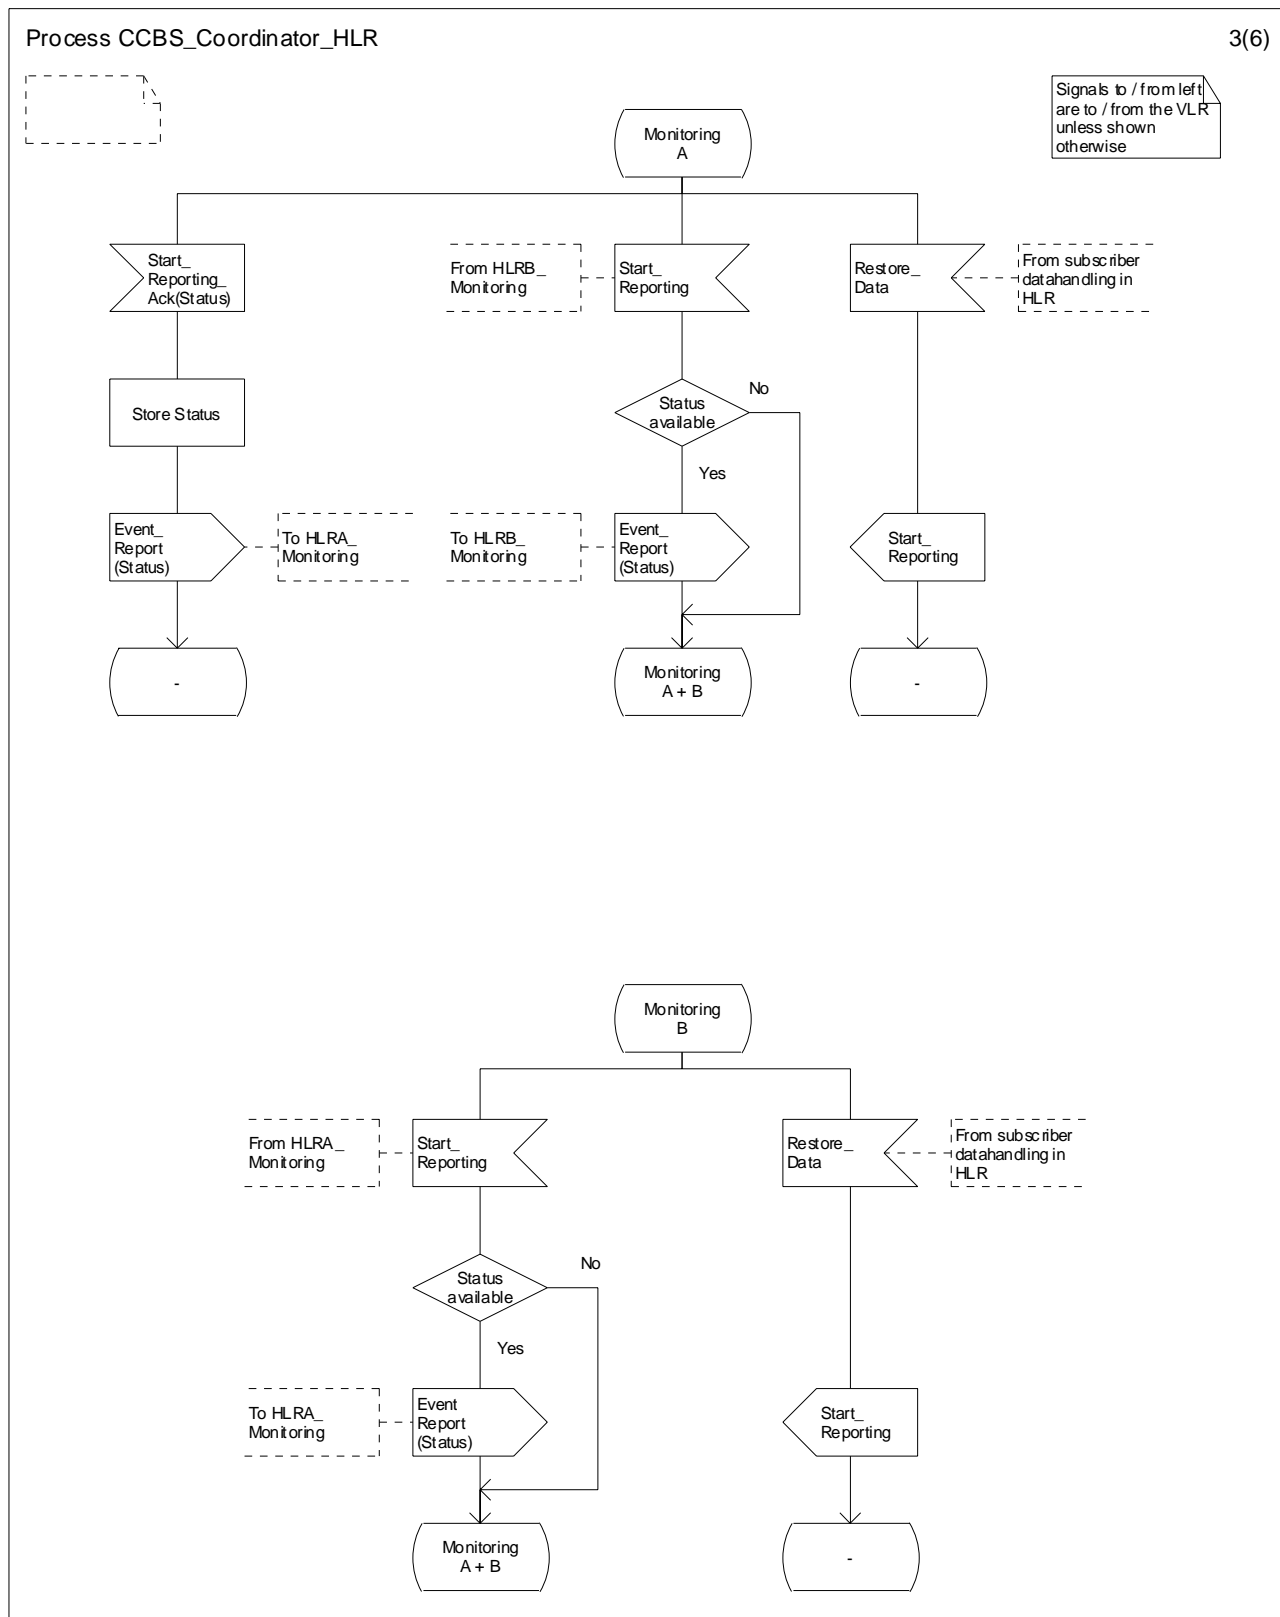 Process CCBS_Coordinator_HLR
3(6)
Signals to / from left
are to / from the VLR
unless shown
otherwise
Monitoring
A
Start_
Reporting_
Ack(Status)
From HLRB_
Monitoring
Start_
Reporting
Restore_
Data
From subscriber
datahandling in
HLR
Store Status
Status
available
No
Yes
Event_
Report
(Status)
To HLRA_
Monitoring
To HLRB_
Monitoring
Event_
Report
(Status)
Start_
Reporting
-
Monitoring
A + B
-
Monitoring
B
From HLRA_
Monitoring
Start_
Reporting
Restore_
Data
From subscriber
datahandling in
HLR
Status
available
No
Yes
To HLRA_
Monitoring
Event
Report
(Status)
Start_
Reporting
Monitoring
A + B
-